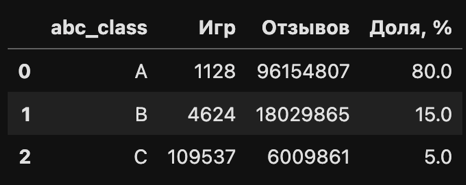 abc_class Игр Отзывов Доля, %
0 A 1128 96154807 80.0
1 B 4624 18029865 15.0
2 C 109537 6009861 5.0